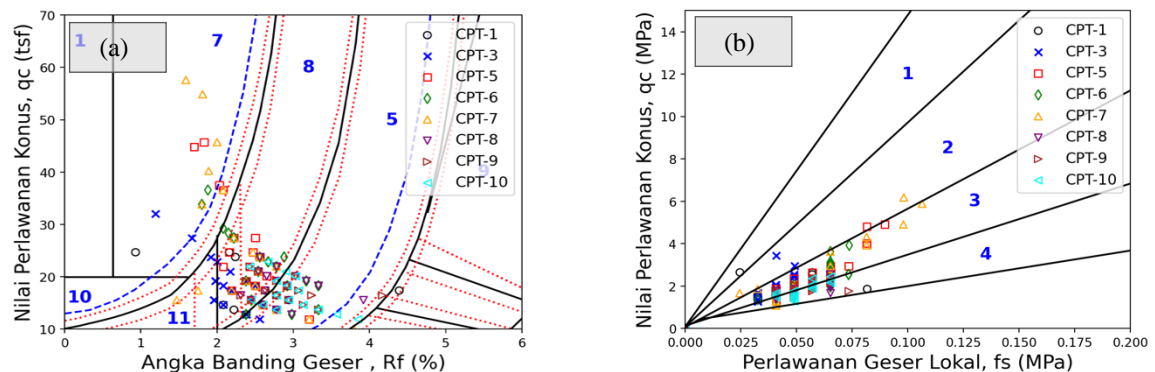 (a)
Nilai Perlawanan Konus, qc (tsf)
70
60
50
40
30
20
10
0
1
2
3
4
5
6
Angka Banding Geser , Rf (%)
1
7
8
5
9
10
11
CPT-1
CPT-3
CPT-5
CPT-6
CPT-7
CPT-8
CPT-9
CPT-10
(b)
Nilai Perlawanan Konus, qc (MPa)
14
12
10
8
6
4
2
0
0.000
0.025
0.050
0.075
0.100
0.125
0.150
0.175
0.200
Perlawanan Geser Lokal, fs (MPa)
1
2
3
4
CPT-1
CPT-3
CPT-5
CPT-6
CPT-7
CPT-8
CPT-9
CPT-10